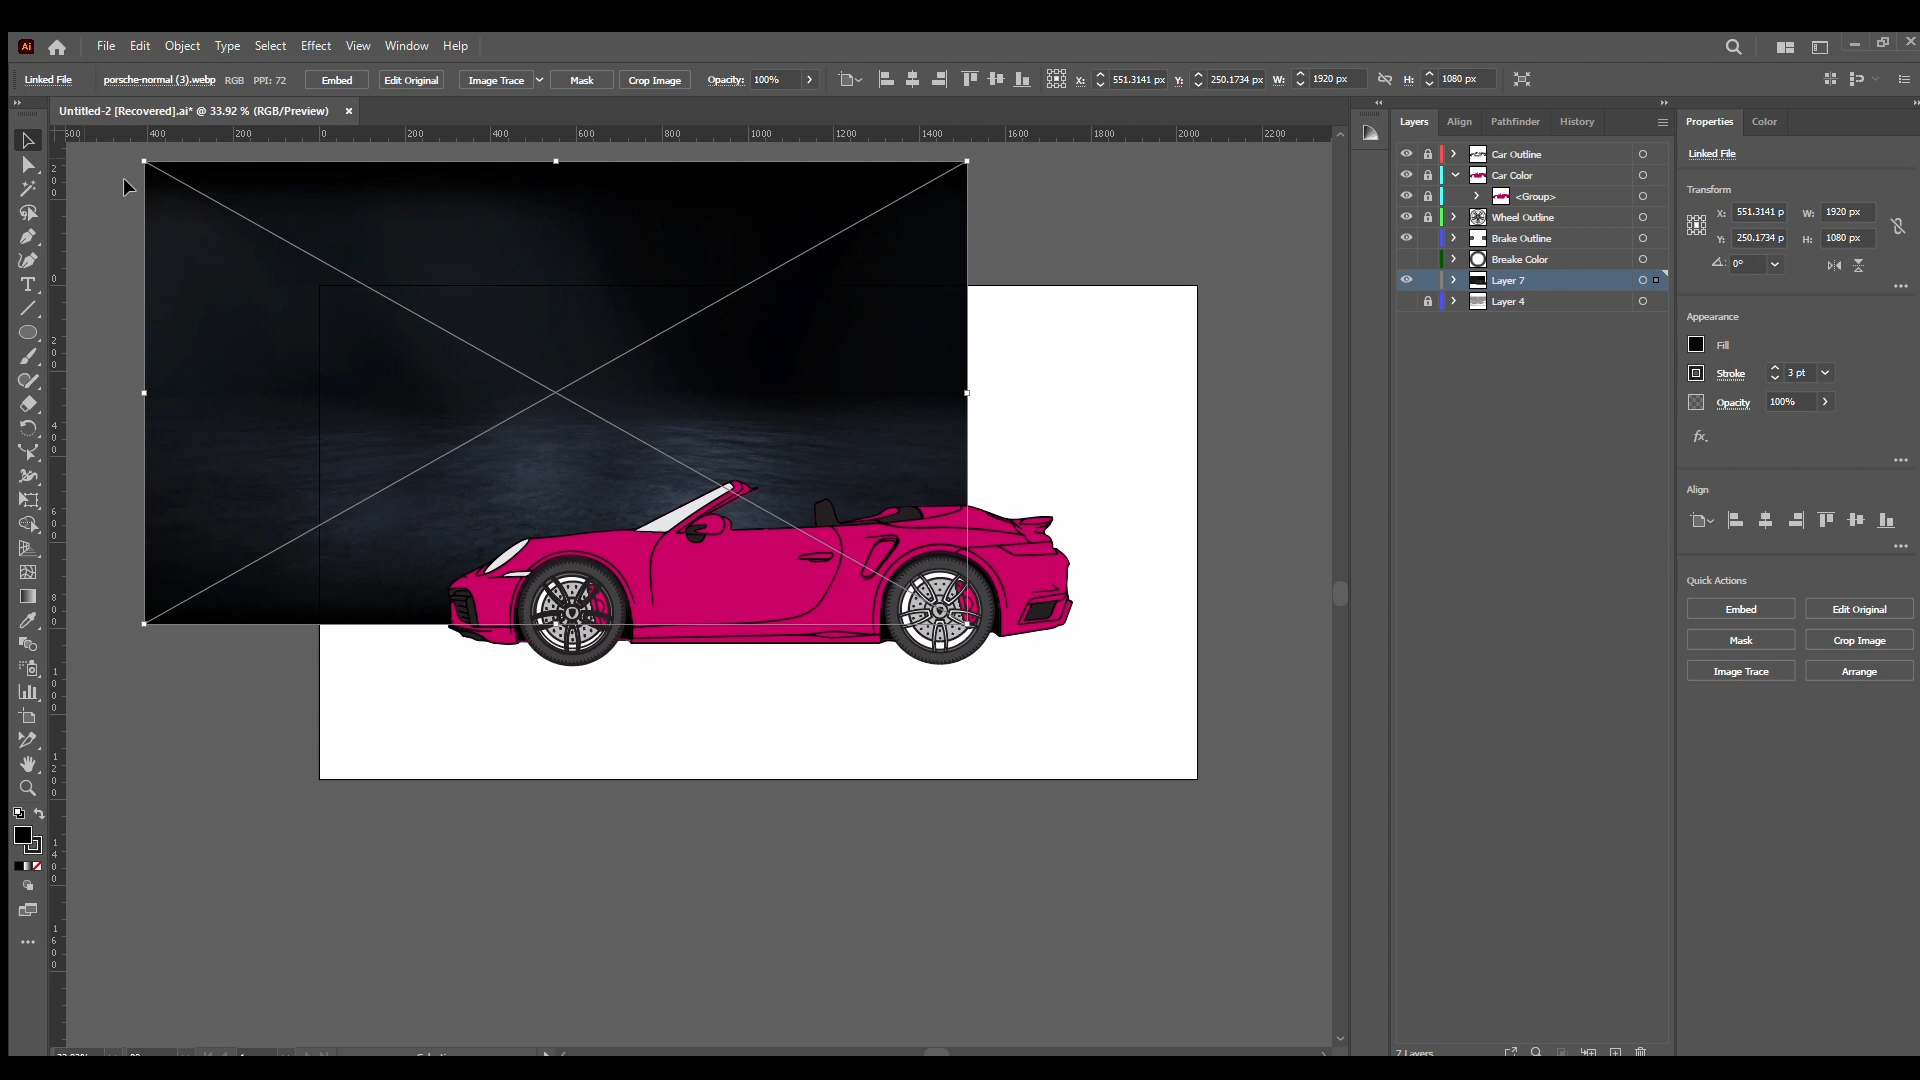 Ai File Edit Object Type Select Effect View Window Help
Linked File porsche-normal (3).webp RGB PPI: 72 Embed Edit Original Image Trace Mask Crop Image Opacity: 100% X: 551.3141 px Y: 250.1734 px W: 1920 px H: 1080 px
Untitled-2 [Recovered].ai* @ 33.92 % (RGB/Preview) ×
400 200 0 200 400 600 800 1000 1200 1400 1600 1800 2000 2200
Layers Align Pathfinder History
Car Outline
Car Color
<Group>
Wheel Outline
Brake Outline
Breake Color
Layer 7
Layer 4
7 Layers
Properties Color
Linked File
Transform
X: 551.3141 p W: 1920 px
Y: 250.1734 p H: 1080 px
0°
Appearance
Fill
Stroke 3 pt
Opacity 100%
fx.
Align
Quick Actions
Embed Edit Original
Mask Crop Image
Image Trace Arrange